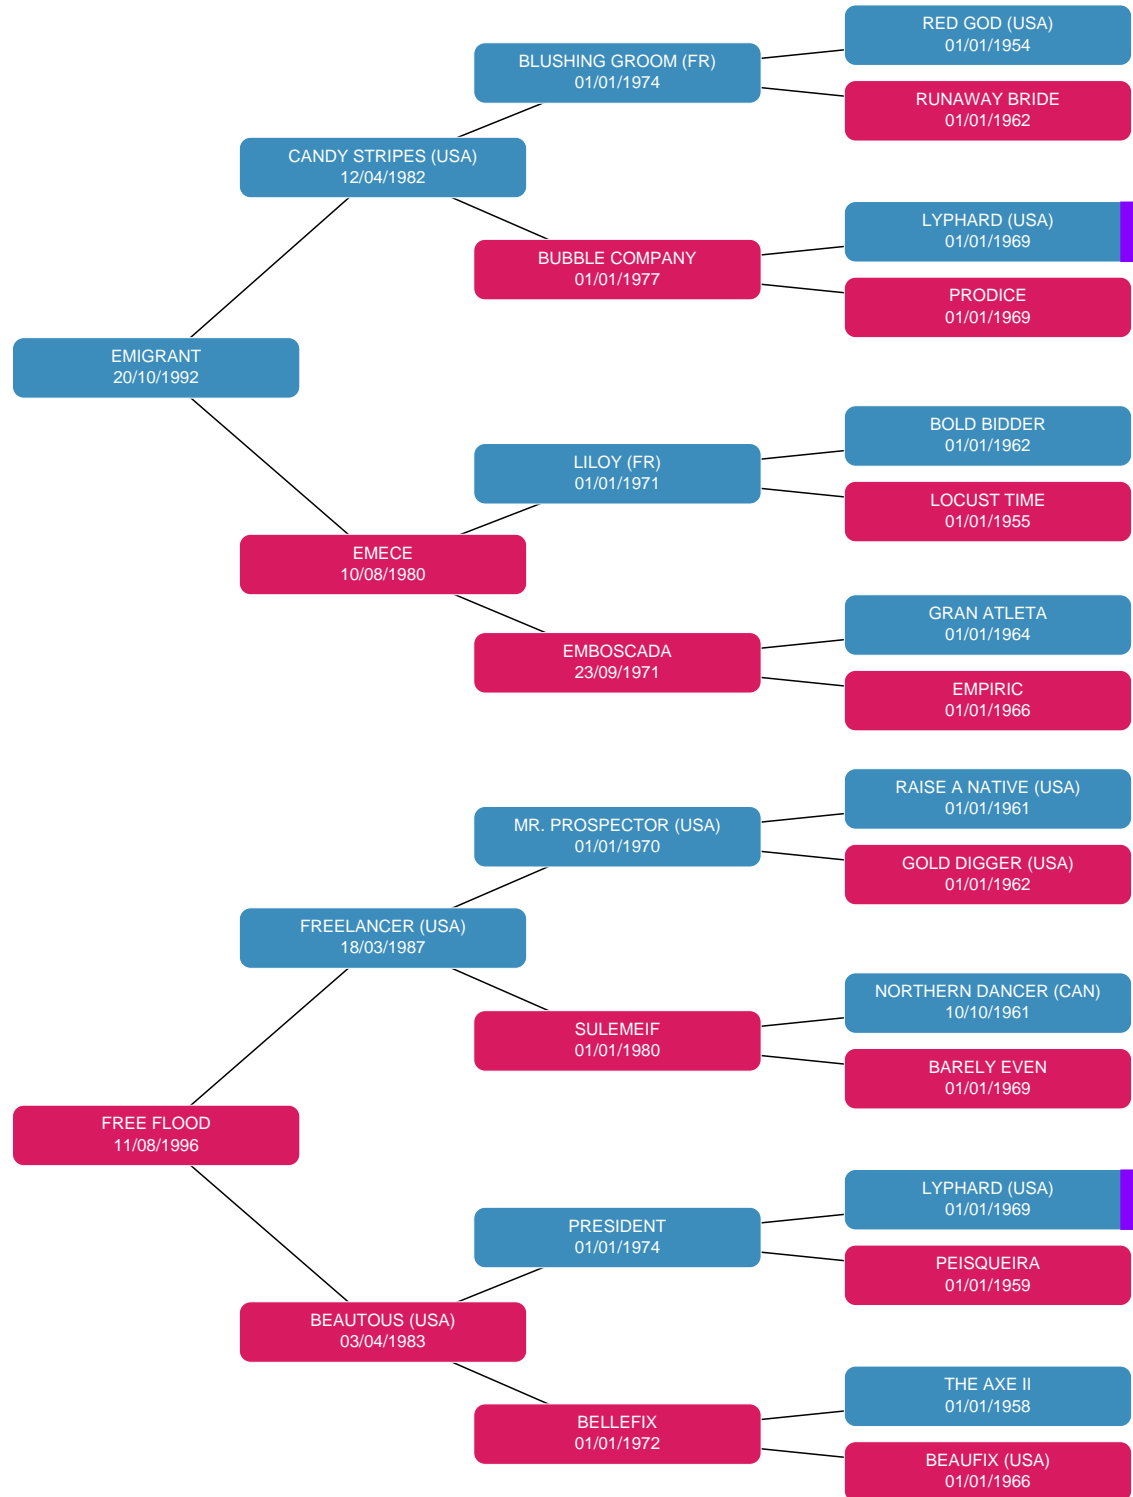 RED GOD (USA)
01/01/1954
BLUSHING GROOM (FR)
01/01/1974
RUNAWAY BRIDE
01/01/1962
CANDY STRIPES (USA)
12/04/1982
LYPHARD (USA)
01/01/1969
BUBBLE COMPANY
01/01/1977
PRODICE
01/01/1969
EMIGRANT
20/10/1992
BOLD BIDDER
01/01/1962
LILOY (FR)
01/01/1971
LOCUST TIME
01/01/1955
EMECE
10/08/1980
GRAN ATLETA
01/01/1964
EMBOSCADA
23/09/1971
EMPIRIC
01/01/1966
RAISE A NATIVE (USA)
01/01/1961
MR. PROSPECTOR (USA)
01/01/1970
GOLD DIGGER (USA)
01/01/1962
FREELANCER (USA)
18/03/1987
NORTHERN DANCER (CAN)
10/10/1961
SULEMEIF
01/01/1980
BARELY EVEN
01/01/1969
FREE FLOOD
11/08/1996
LYPHARD (USA)
01/01/1969
PRESIDENT
01/01/1974
PEISQUEIRA
01/01/1959
BEAUTOUS (USA)
03/04/1983
THE AXE II
01/01/1958
BELLEFIX
01/01/1972
BEAUFIX (USA)
01/01/1966